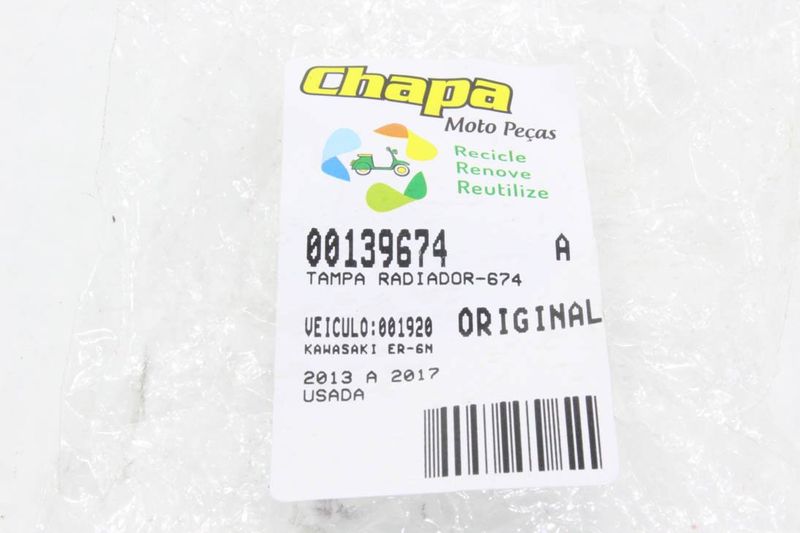 Chapa
Moto Peças
Recicle
Renove
Reutilize
00139674 A
TAMPA RADIADOR-674
VEICULO:001920 ORIGINAL
KAWASAKI ER-6N
2013 A 2017
USADA